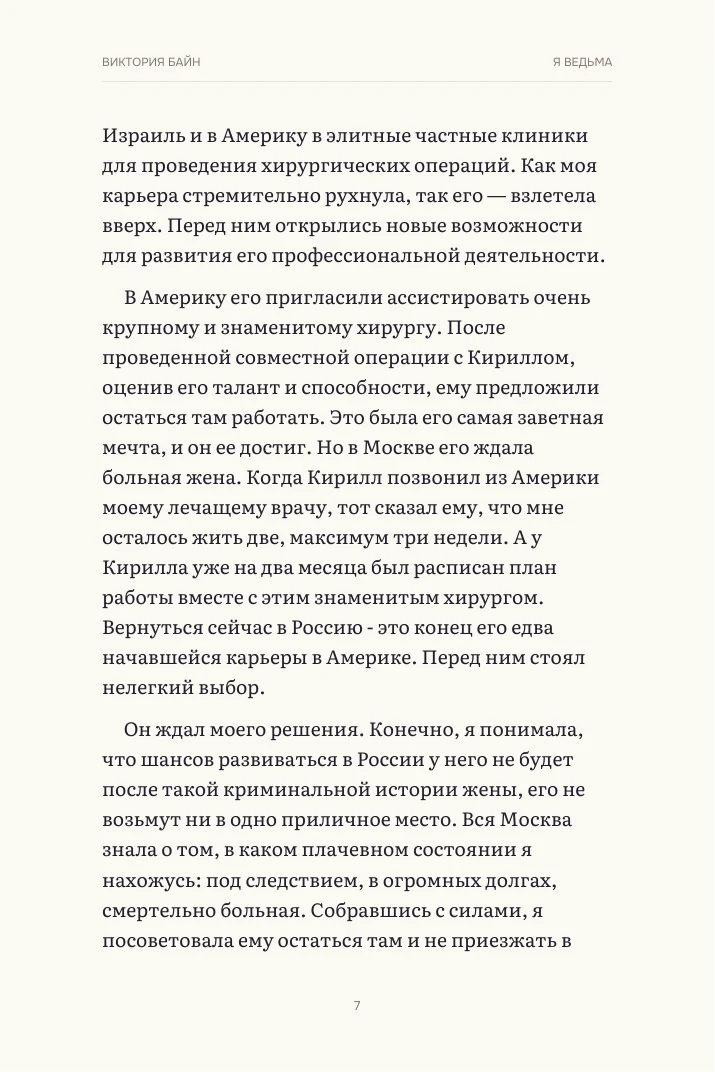 ВИКТОРИЯ БАЙН
Я ВЕДЬМА
Израиль и в Америку в элитные частные клиники
для проведения хирургических операций. Как моя
карьера стремительно рухнула, так его — взлетела
вверх. Перед ним открылись новые возможности
для развития его профессиональной деятельности.
В Америку его пригласили ассистировать очень
крупному и знаменитому хирургу. После
проведенной совместной операции с Кириллом,
оценив его талант и способности, ему предложили
остаться там работать. Это была его самая заветная
мечта, и он ее достиг. Но в Москве его ждала
больная жена. Когда Кирилл позвонил из Америки
моему лечащему врачу, тот сказал ему, что мне
осталось жить две, максимум три недели. А у
Кирилла уже на два месяца был расписан план
работы вместе с этим знаменитым хирургом.
Вернуться сейчас в Россию - это конец его едва
начавшейся карьеры в Америке. Перед ним стоял
нелегкий выбор.
Он ждал моего решения. Конечно, я понимала,
что шансов развиваться в России у него не будет
после такой криминальной истории жены, его не
возьмут ни в одно приличное место. Вся Москва
знала о том, в каком плачевном состоянии я
нахожусь: под следствием, в огромных долгах,
смертельно больная. Собравшись с силами, я
посоветовала ему остаться там и не приезжать в
7